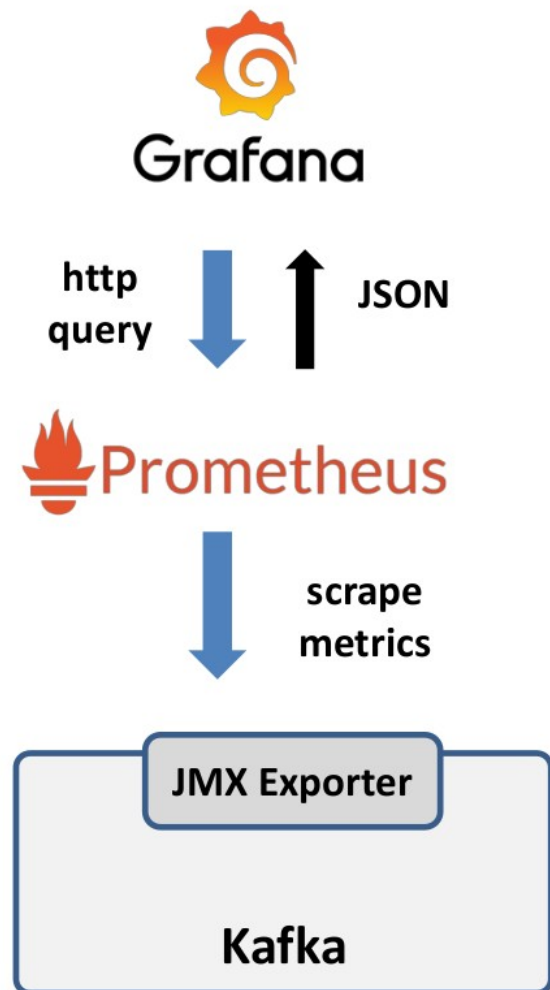 Grafana
http
query
JSON
Prometheus
scrape
metrics
JMX Exporter
Kafka